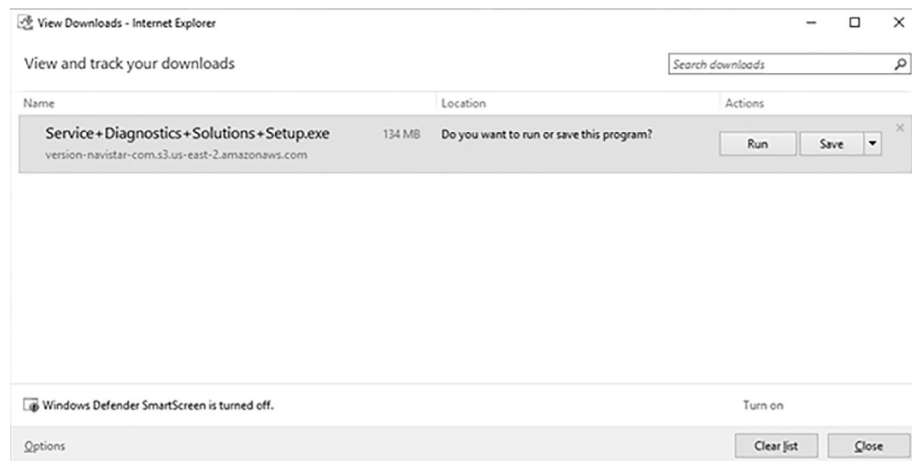 View Downloads - Internet Explorer
View and track your downloads
Search downloads
Name Location Actions
Service+Diagnostics+Solutions+Setup.exe 134 MB Do you want to run or save this program? Run Save
version-navistar-com.s3.us-east-2.amazonaws.com
Windows Defender SmartScreen is turned off. Turn on
Options Clear list Close